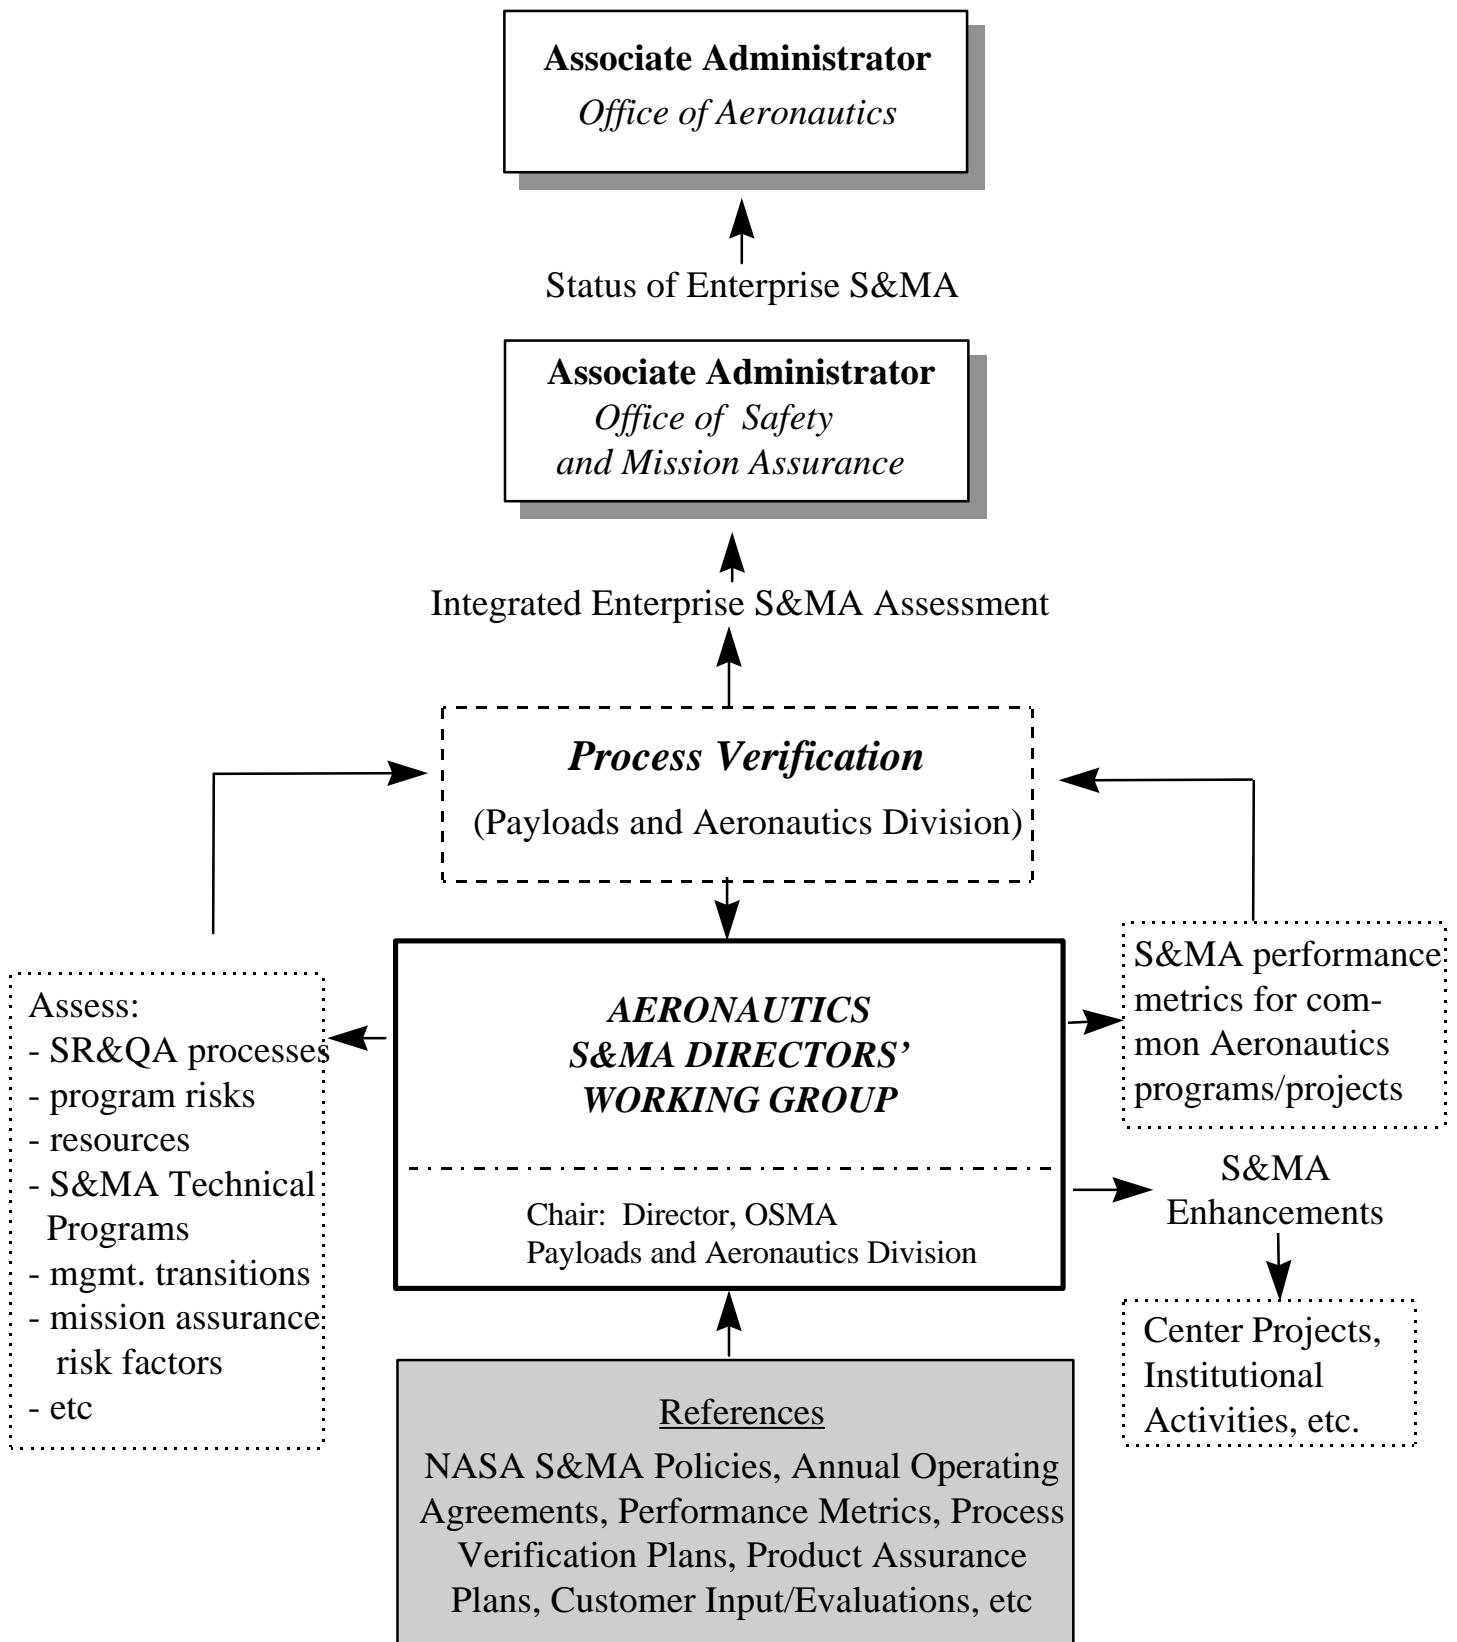 Associate Administrator
Office of Aeronautics
Status of Enterprise S&MA
Associate Administrator
Office of Safety
and Mission Assurance
Integrated Enterprise S&MA Assessment
Process Verification
(Payloads and Aeronautics Division)
Assess:
- SR&QA processes
- program risks
- resources
- S&MA Technical
Programs
- mgmt. transitions
- mission assurance
risk factors
- etc
AERONAUTICS
S&MA DIRECTORS’
WORKING GROUP
Chair: Director, OSMA
Payloads and Aeronautics Division
S&MA performance
metrics for com-
mon Aeronautics
programs/projects
S&MA
Enhancements
Center Projects,
Institutional
Activities, etc.
References
NASA S&MA Policies, Annual Operating
Agreements, Performance Metrics, Process
Verification Plans, Product Assurance
Plans, Customer Input/Evaluations, etc